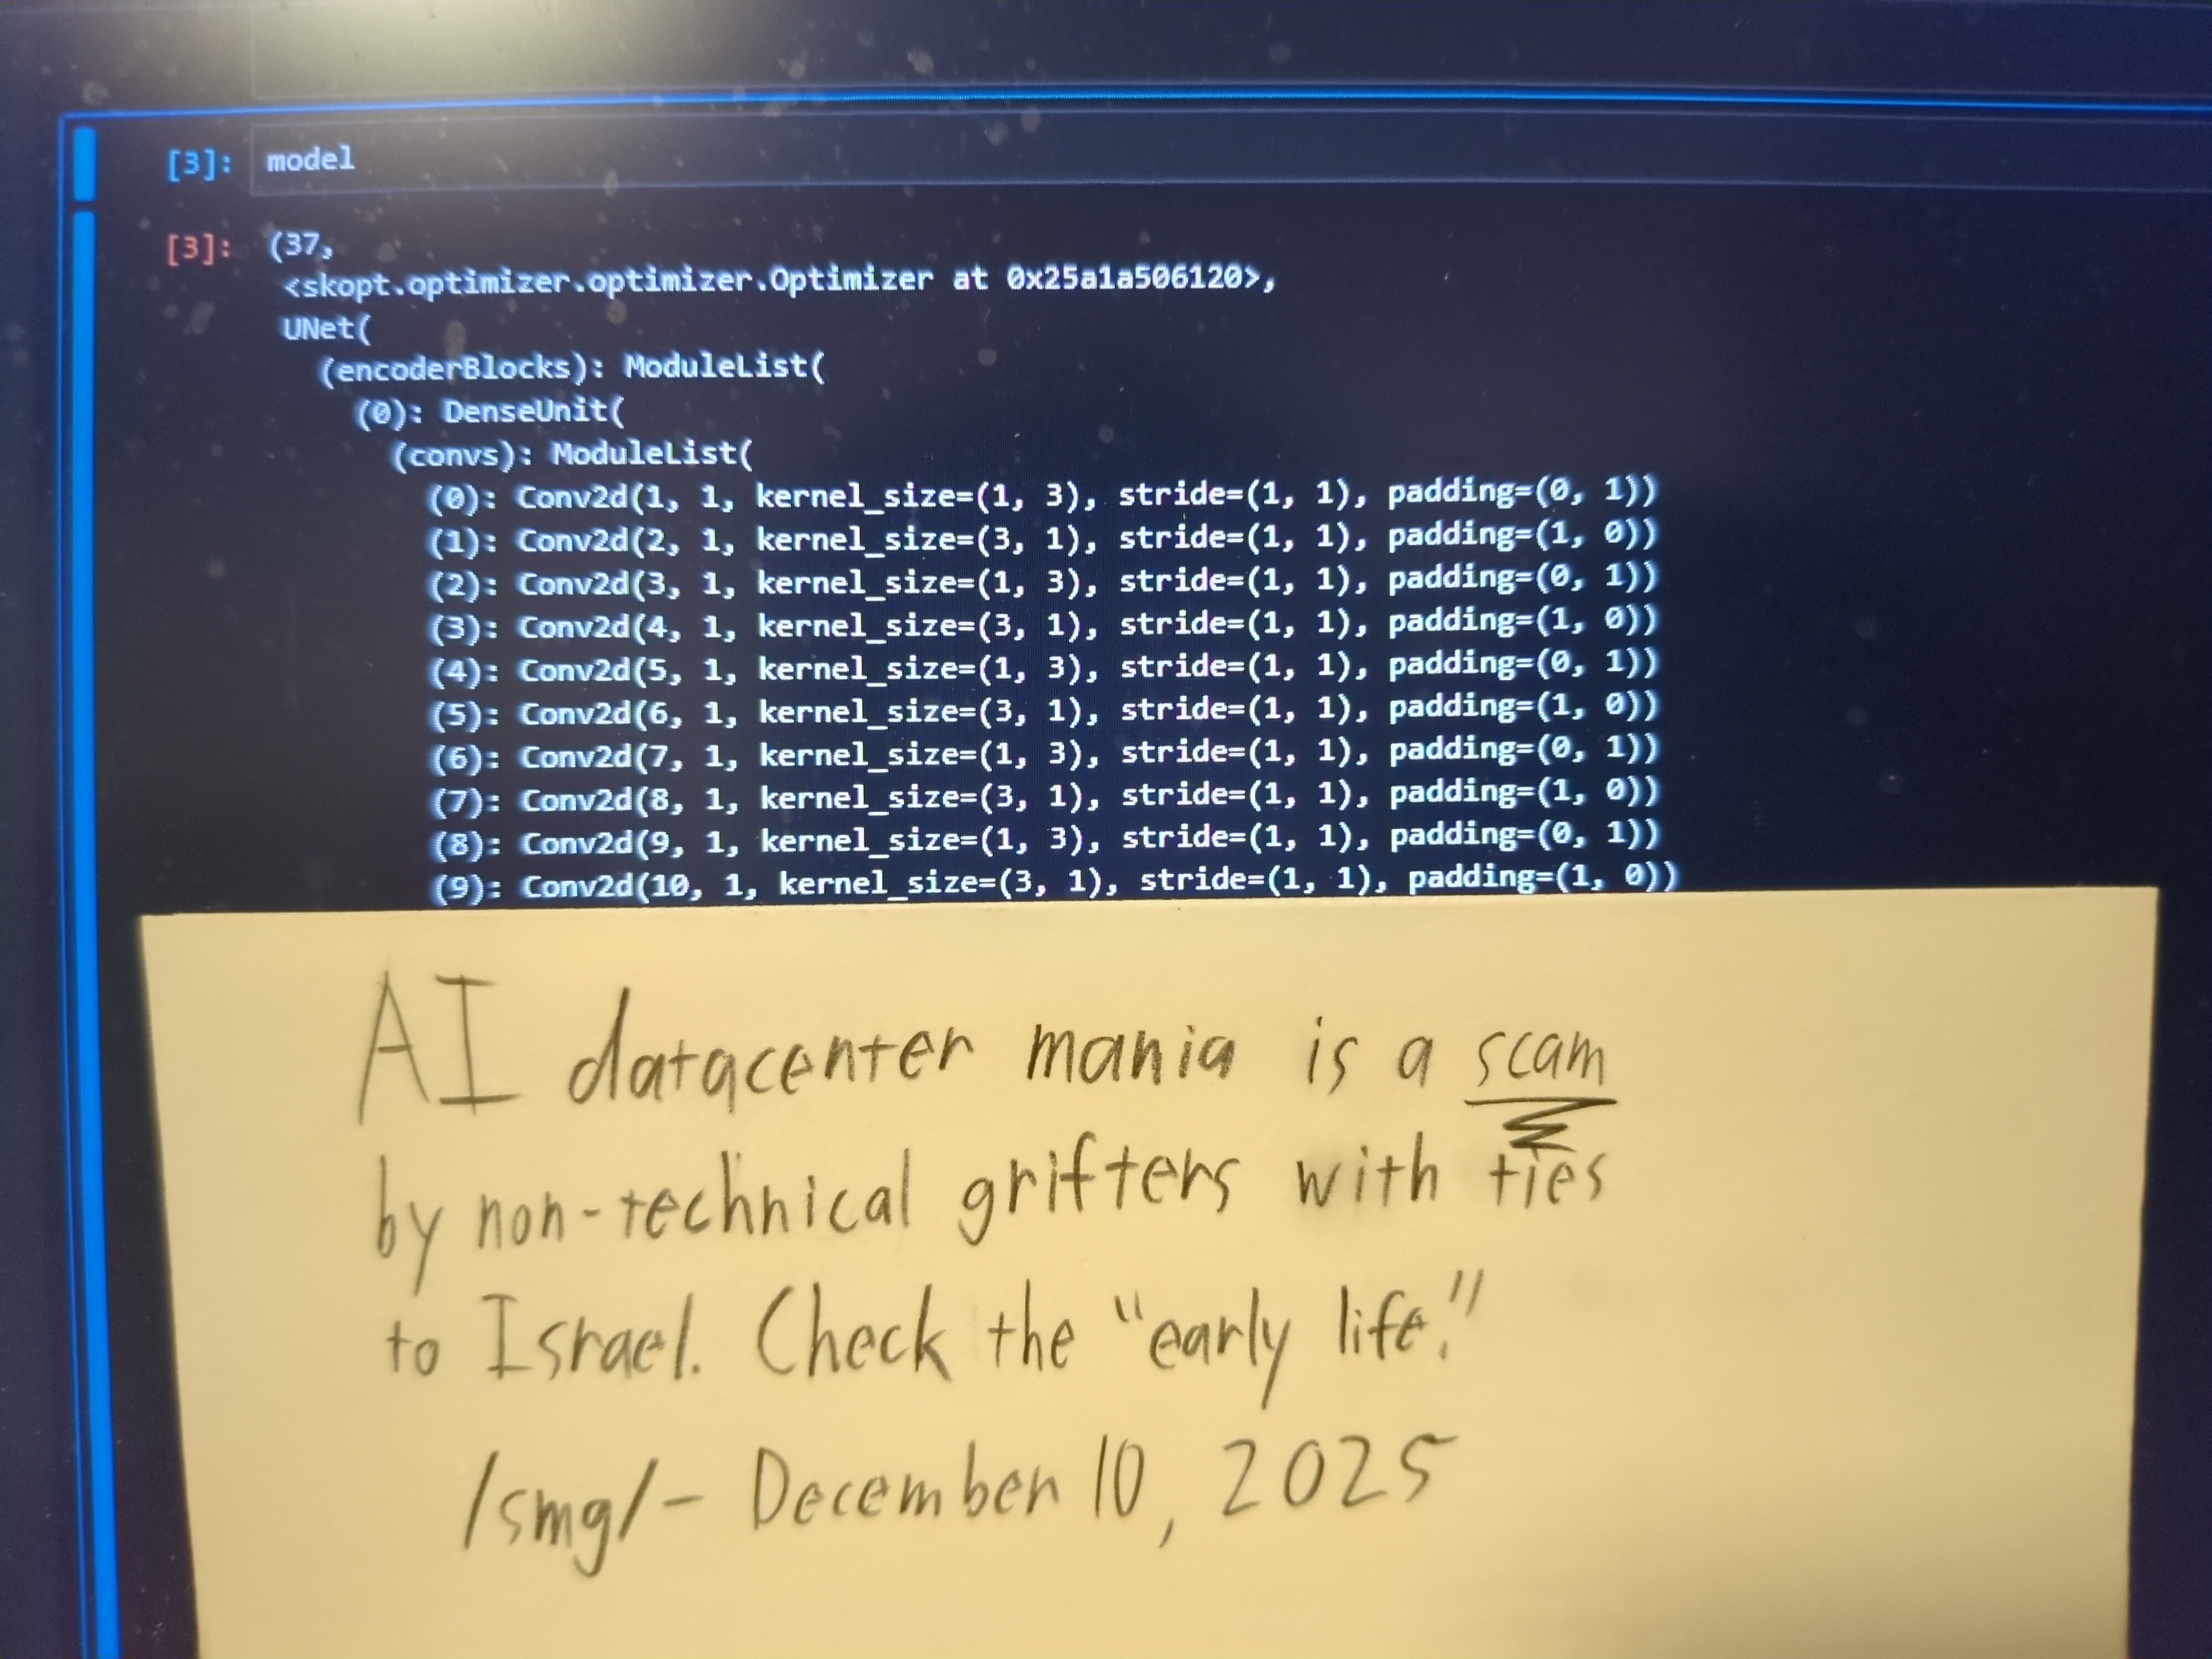 [3]: model
[3]: (37,
<skopt.optimizer.optimizer.Optimizer at 0x25a1a506120>,
UNet(
(encoderBlocks): ModuleList(
(0): DenseUnit(
(convs): ModuleList(
(0): Conv2d(1, 1, kernel_size=(1, 3), stride=(1, 1), padding=(0, 1))
(1): Conv2d(2, 1, kernel_size=(3, 1), stride=(1, 1), padding=(1, 0))
(2): Conv2d(3, 1, kernel_size=(1, 3), stride=(1, 1), padding=(0, 1))
(3): Conv2d(4, 1, kernel_size=(3, 1), stride=(1, 1), padding=(1, 0))
(4): Conv2d(5, 1, kernel_size=(1, 3), stride=(1, 1), padding=(0, 1))
(5): Conv2d(6, 1, kernel_size=(3, 1), stride=(1, 1), padding=(1, 0))
(6): Conv2d(7, 1, kernel_size=(1, 3), stride=(1, 1), padding=(0, 1))
(7): Conv2d(8, 1, kernel_size=(3, 1), stride=(1, 1), padding=(1, 0))
(8): Conv2d(9, 1, kernel_size=(1, 3), stride=(1, 1), padding=(0, 1))
(9): Conv2d(10, 1, kernel_size=(3, 1), stride=(1, 1), padding=(1, 0))
AI datacenter mania is a scam
by non-technical grifters with ties
to Israel. Check the "early life."
/smg/- December 10, 2025